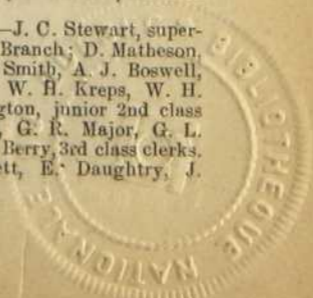 —J. C. Stewart, super-
Branch; D. Matheson,
Smith, A. J. Boswell,
W. H. Kreps, W. H.
gton, junior 2nd class
, G. R. Major, G. L.
Berry, 3rd class clerks.
ett, E. Daughtry, J.
BIBLIOTHEQUE NATIONALE